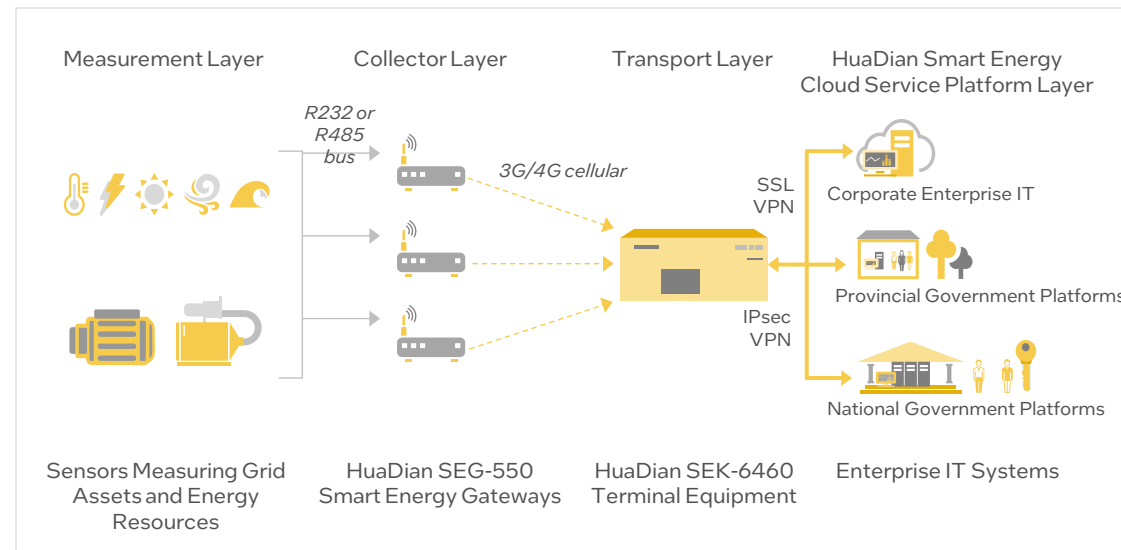 Measurement Layer
Collector Layer
Transport Layer
HuaDian Smart Energy
Cloud Service Platform Layer
R232 or
R485
bus
3G/4G cellular
SSL
VPN
Corporate Enterprise IT
Provincial Government Platforms
IPsec
VPN
National Government Platforms
Sensors Measuring Grid
Assets and Energy
Resources
HuaDian SEG-550
Smart Energy Gateways
HuaDian SEK-6460
Terminal Equipment
Enterprise IT Systems